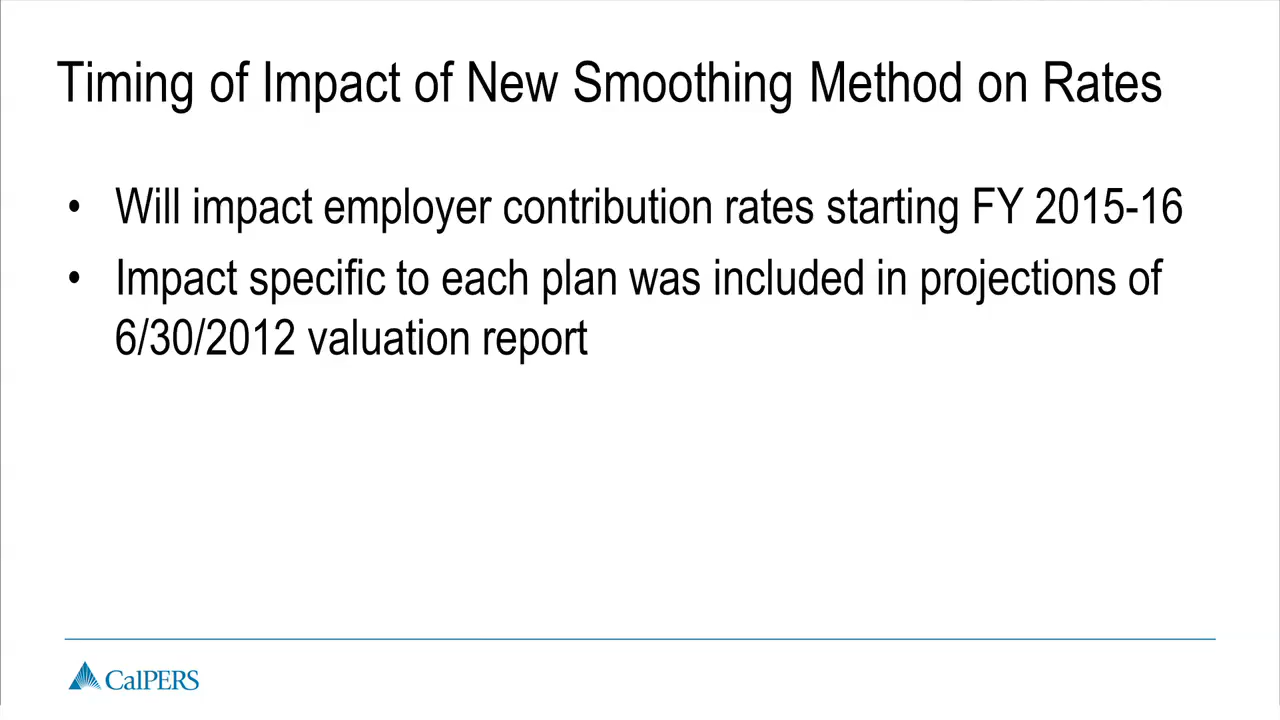 Timing of Impact of New Smoothing Method on Rates
• Will impact employer contribution rates starting FY 2015-16
• Impact specific to each plan was included in projections of
6/30/2012 valuation report
CalPERS